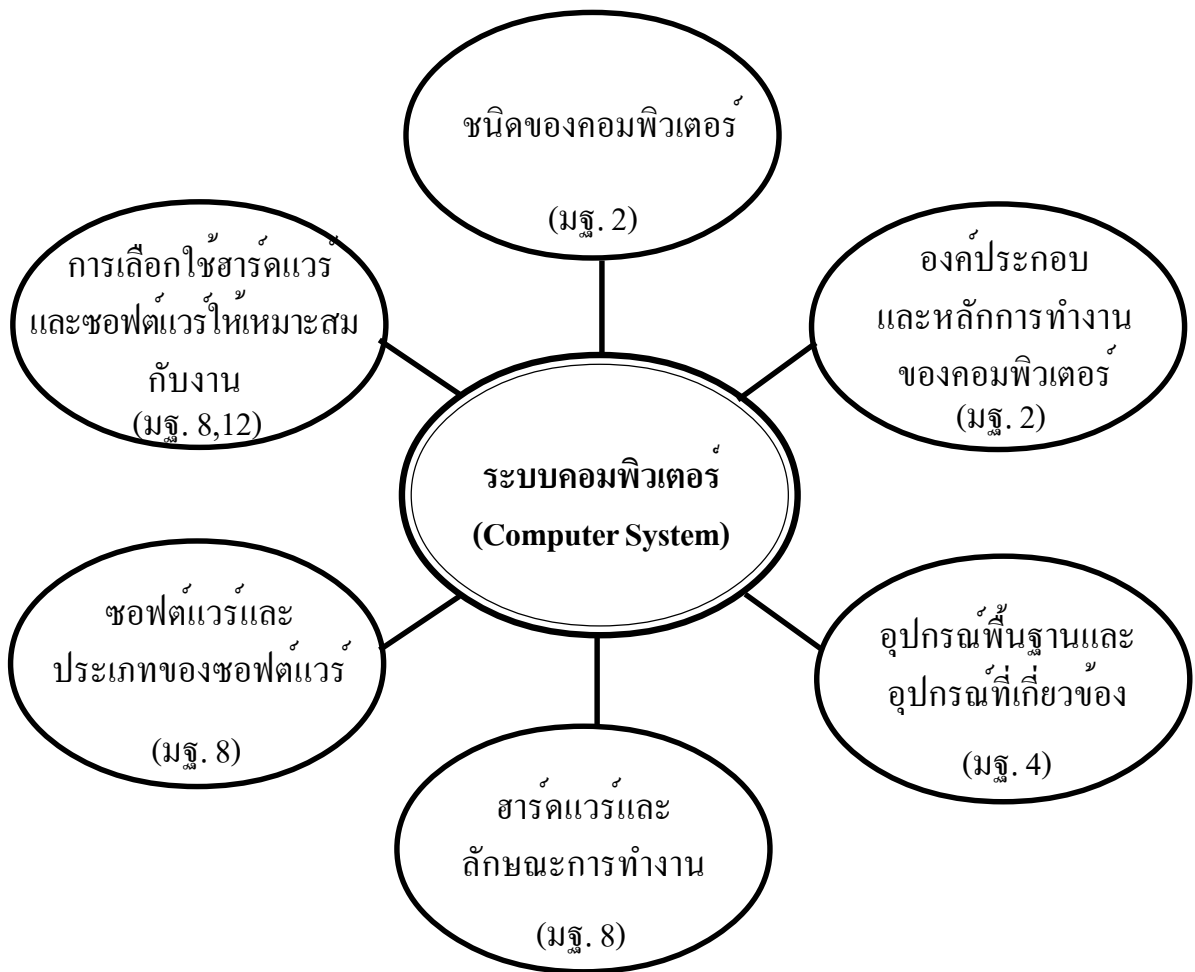 ชนิดของคอมพิวเตอร์
(มฐ. 2)
การเลือกใช้ฮาร์ดแวร์
และซอฟต์แวร์ให้เหมาะสม
กับงาน
(มฐ. 8,12)
องค์ประกอบ
และหลักการทำงาน
ของคอมพิวเตอร์
(มฐ. 2)
ระบบคอมพิวเตอร์
(Computer System)
ซอฟต์แวร์และ
ประเภทของซอฟต์แวร์
(มฐ. 8)
อุปกรณ์พื้นฐานและ
อุปกรณ์ที่เกี่ยวข้อง
(มฐ. 4)
ฮาร์ดแวร์และ
ลักษณะการทำงาน
(มฐ. 8)